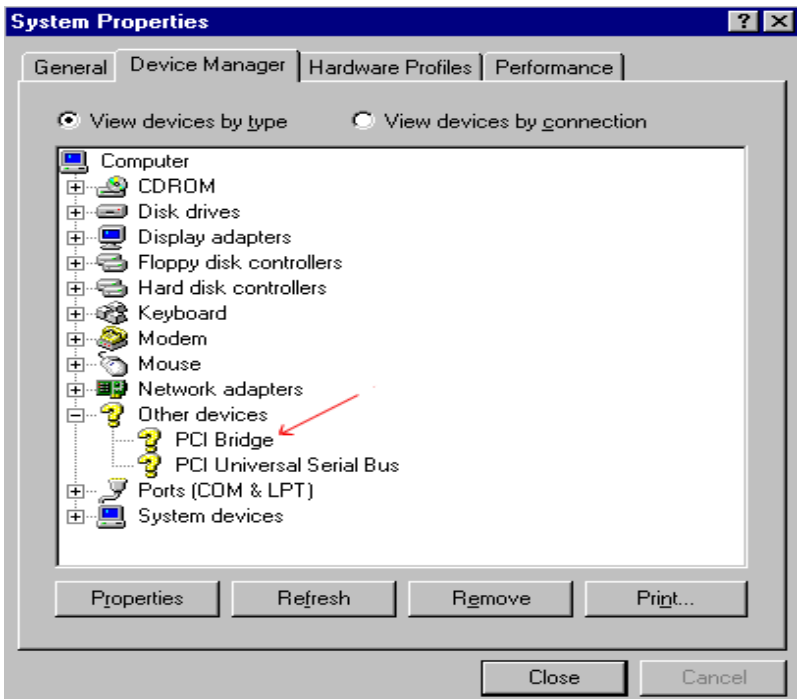 System Properties
General Device Manager Hardware Profiles Performance
View devices by type View devices by connection
Computer
CDROM
Disk drives
Display adapters
Floppy disk controllers
Hard disk controllers
Keyboard
Modem
Mouse
Network adapters
Other devices
PCI Bridge
PCI Universal Serial Bus
Ports (COM & LPT)
System devices
Properties Refresh Remove Print...
Close Cancel